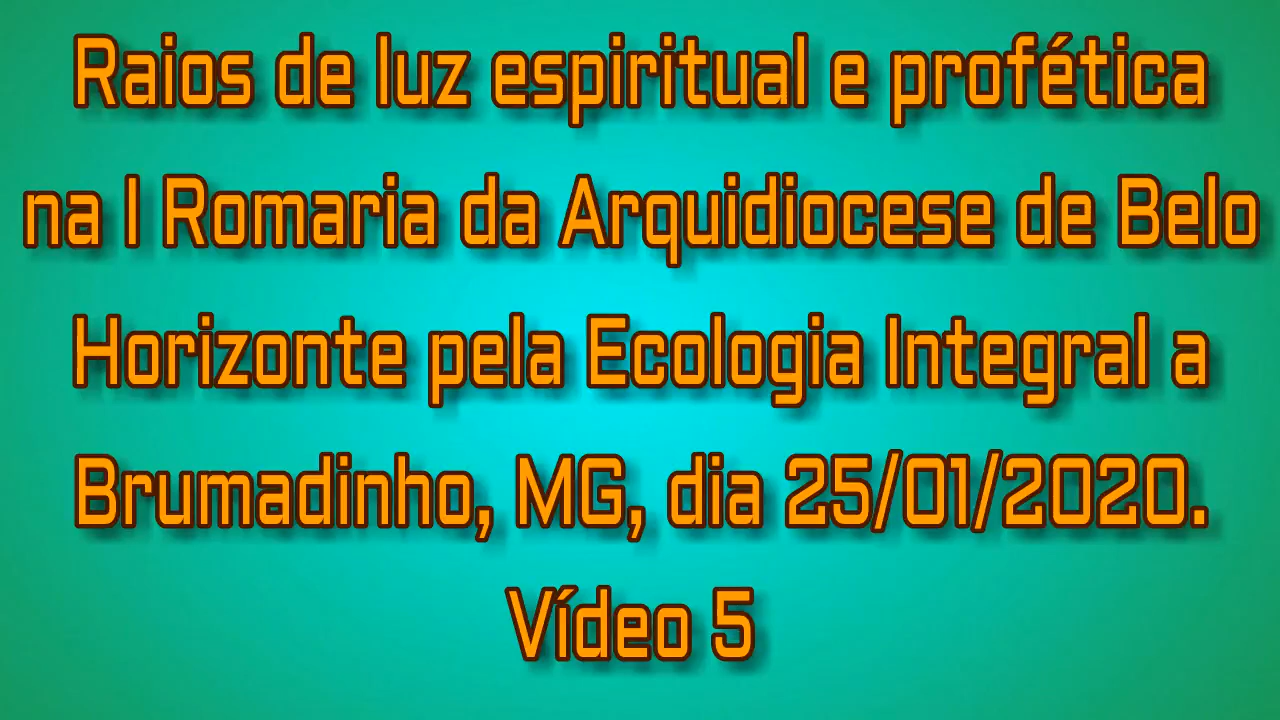 Raios de luz espiritual e profética
na I Romaria da Arquidiocese de Belo
Horizonte pela Ecologia Integral a
Brumadinho, MG, dia 25/01/2020.
Vídeo 5